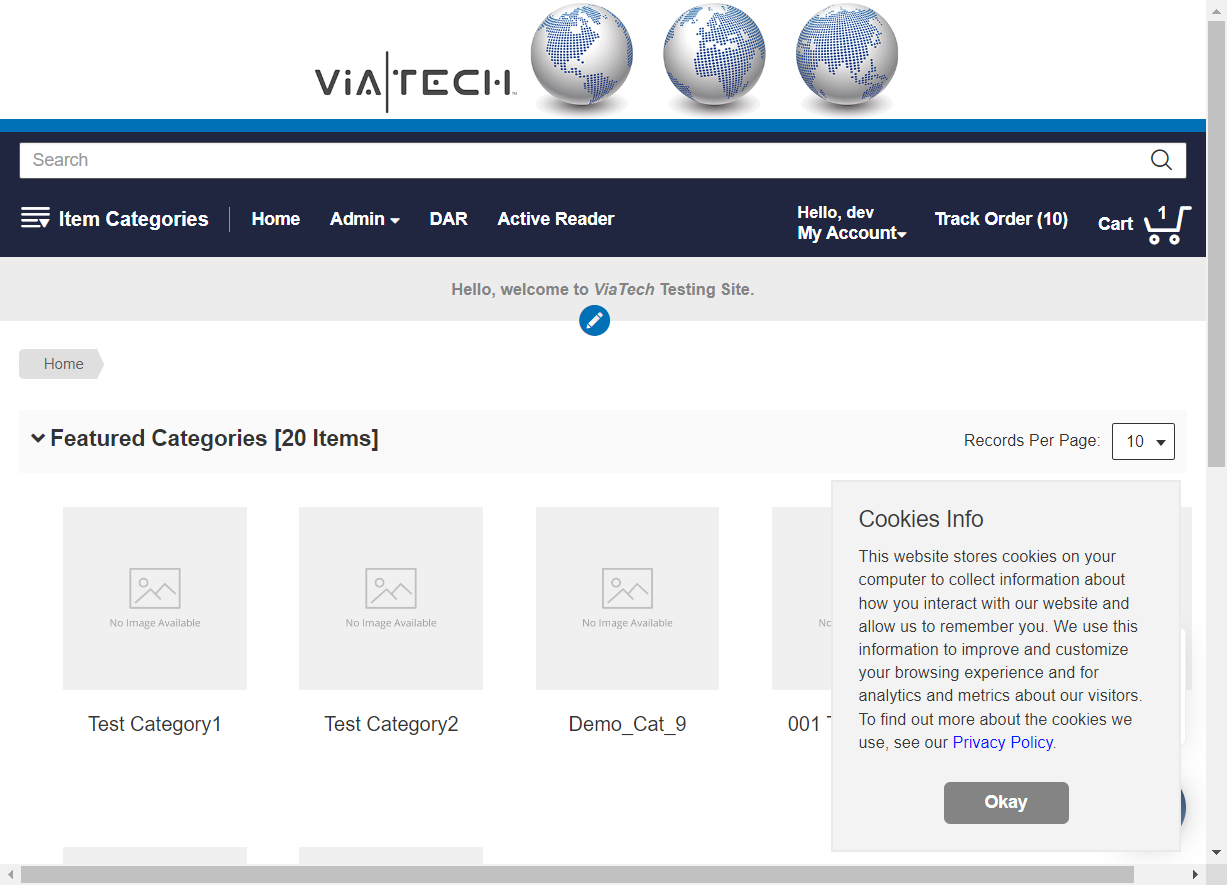 ViATECH
Search
Item Categories
Home
Admin
DAR
Active Reader
Hello, dev
My Account
Track Order (10)
Cart
1
Hello, welcome to ViaTech Testing Site.
Home
Featured Categories [20 Items]
Records Per Page:
10
No Image Available
No Image Available
No Image Available
No
Test Category1
Test Category2
Demo_Cat_9
001
Cookies Info
This website stores cookies on your
computer to collect information about
how you interact with our website and
allow us to remember you. We use this
information to improve and customize
your browsing experience and for
analytics and metrics about our visitors.
To find out more about the cookies we
use, see our Privacy Policy.
Okay